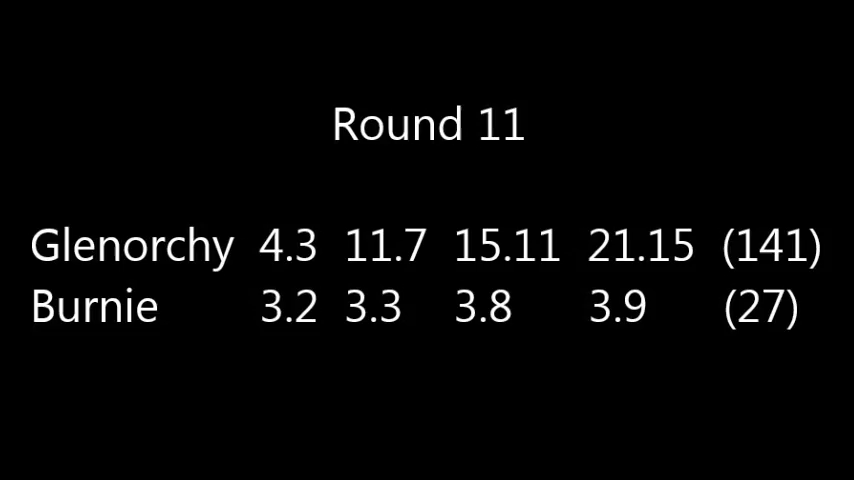 Round 11
Glenorchy 4.3 11.7 15.11 21.15 (141)
Burnie 3.2 3.3 3.8 3.9 (27)